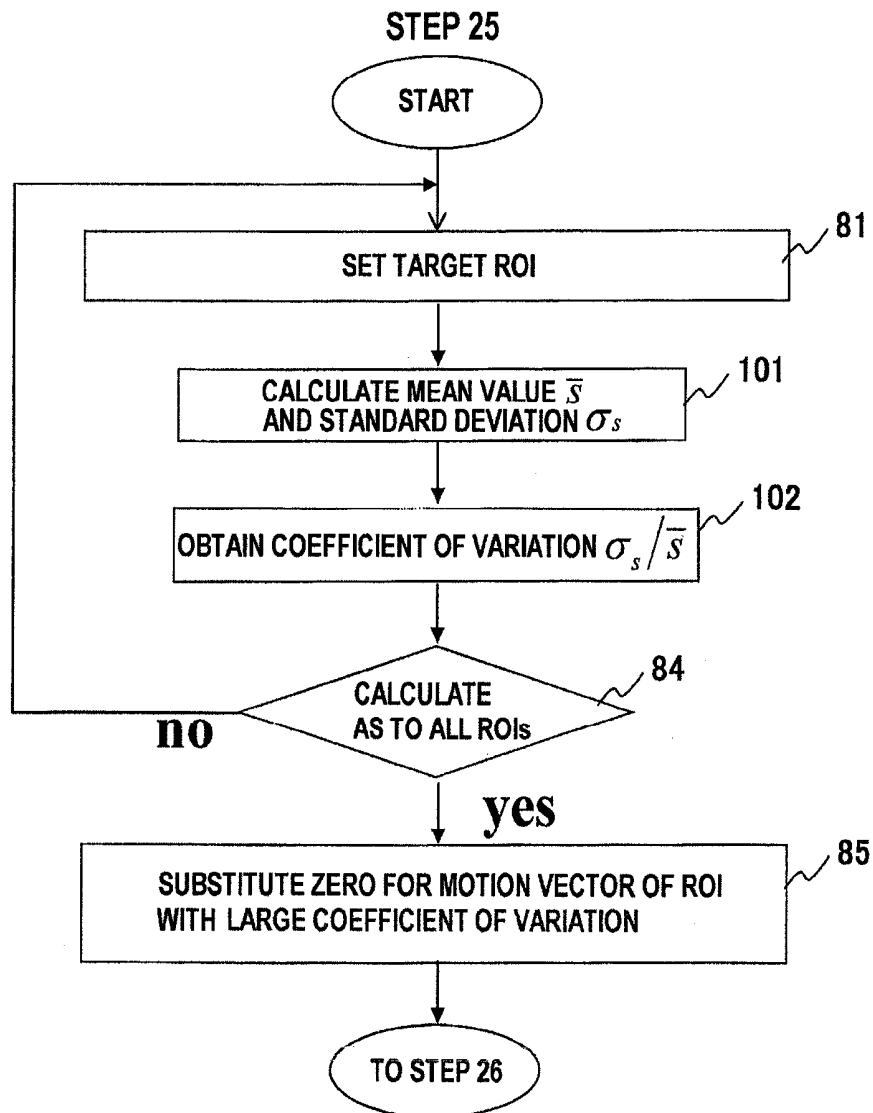 STEP 25
START
SET TARGET ROI
81
CALCULATE MEAN VALUE s̅
AND STANDARD DEVIATION σs
101
OBTAIN COEFFICIENT OF VARIATION σs/s̅
102
CALCULATE
AS TO ALL ROIs
84
no
yes
SUBSTITUTE ZERO FOR MOTION VECTOR OF ROI
WITH LARGE COEFFICIENT OF VARIATION
85
TO STEP 26